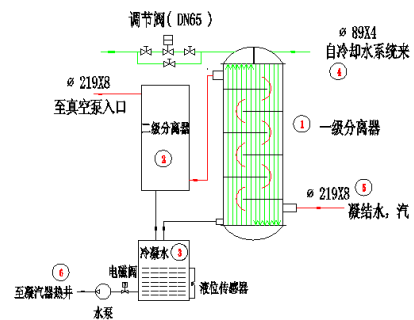 调节阀(DN65)
ø 89X4
自冷却水系统来
④
ø 219X8
至真空泵入口
二级分离器
②
①
一级分离器
⑤
ø 219X8
凝结水，汽
冷凝水
③
⑥
电磁阀
至凝汽器热井
液位传感器
水泵